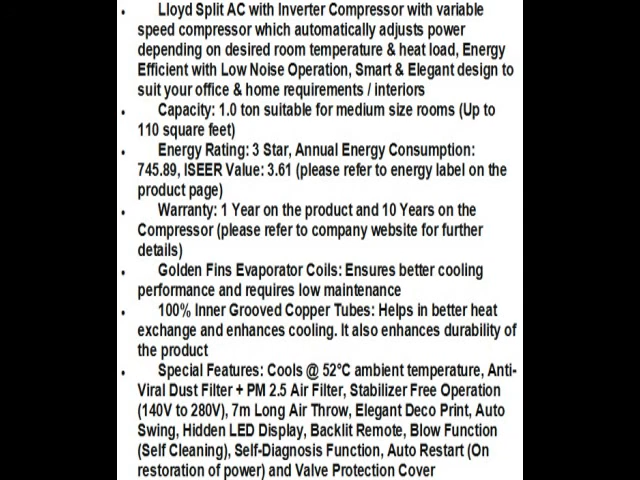 • Lloyd Split AC with Inverter Compressor with variable
speed compressor which automatically adjusts power
depending on desired room temperature & heat load, Energy
Efficient with Low Noise Operation, Smart & Elegant design to
suit your office & home requirements / interiors
• Capacity: 1.0 ton suitable for medium size rooms (Up to
110 square feet)
• Energy Rating: 3 Star, Annual Energy Consumption:
745.89, ISEER Value: 3.61 (please refer to energy label on the
product page)
• Warranty: 1 Year on the product and 10 Years on the
Compressor (please refer to company website for further
details)
• Golden Fins Evaporator Coils: Ensures better cooling
performance and requires low maintenance
• 100% Inner Grooved Copper Tubes: Helps in better heat
exchange and enhances cooling. It also enhances durability of
the product
• Special Features: Cools @ 52°C ambient temperature, Anti-
Viral Dust Filter + PM 2.5 Air Filter, Stabilizer Free Operation
(140V to 280V), 7m Long Air Throw, Elegant Deco Print, Auto
Swing, Hidden LED Display, Backlit Remote, Blow Function
(Self Cleaning), Self-Diagnosis Function, Auto Restart (On
restoration of power) and Valve Protection Cover